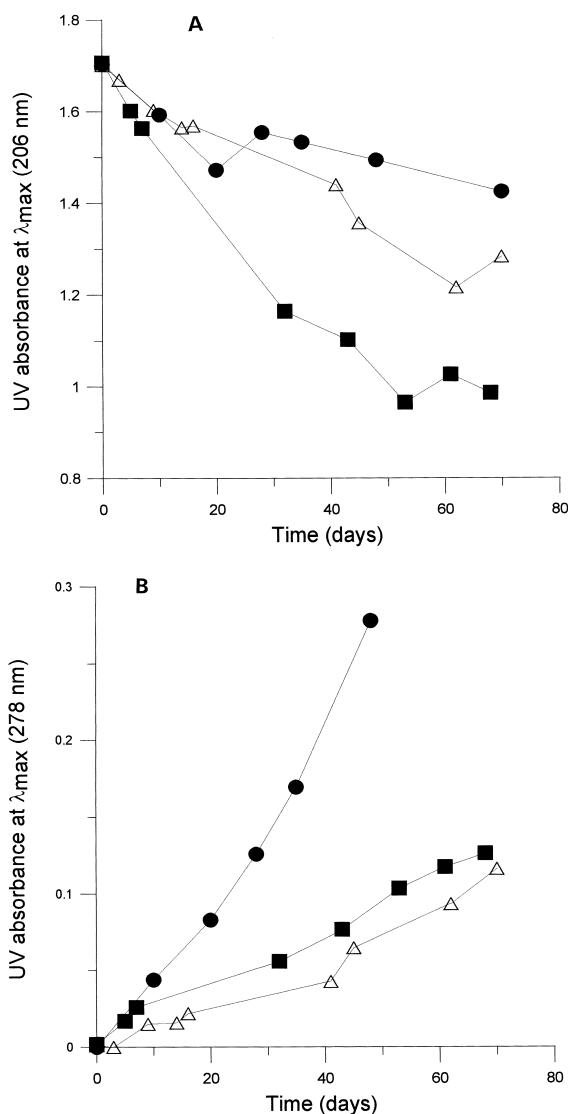 A
1.8
1.6
1.4
1.2
1
0.8
0 20 40 60 80
Time (days)
UV absorbance at λmax (206 nm)
B
0.3
0.2
0.1
0
0 20 40 60 80
Time (days)
UV absorbance at λmax (278 nm)